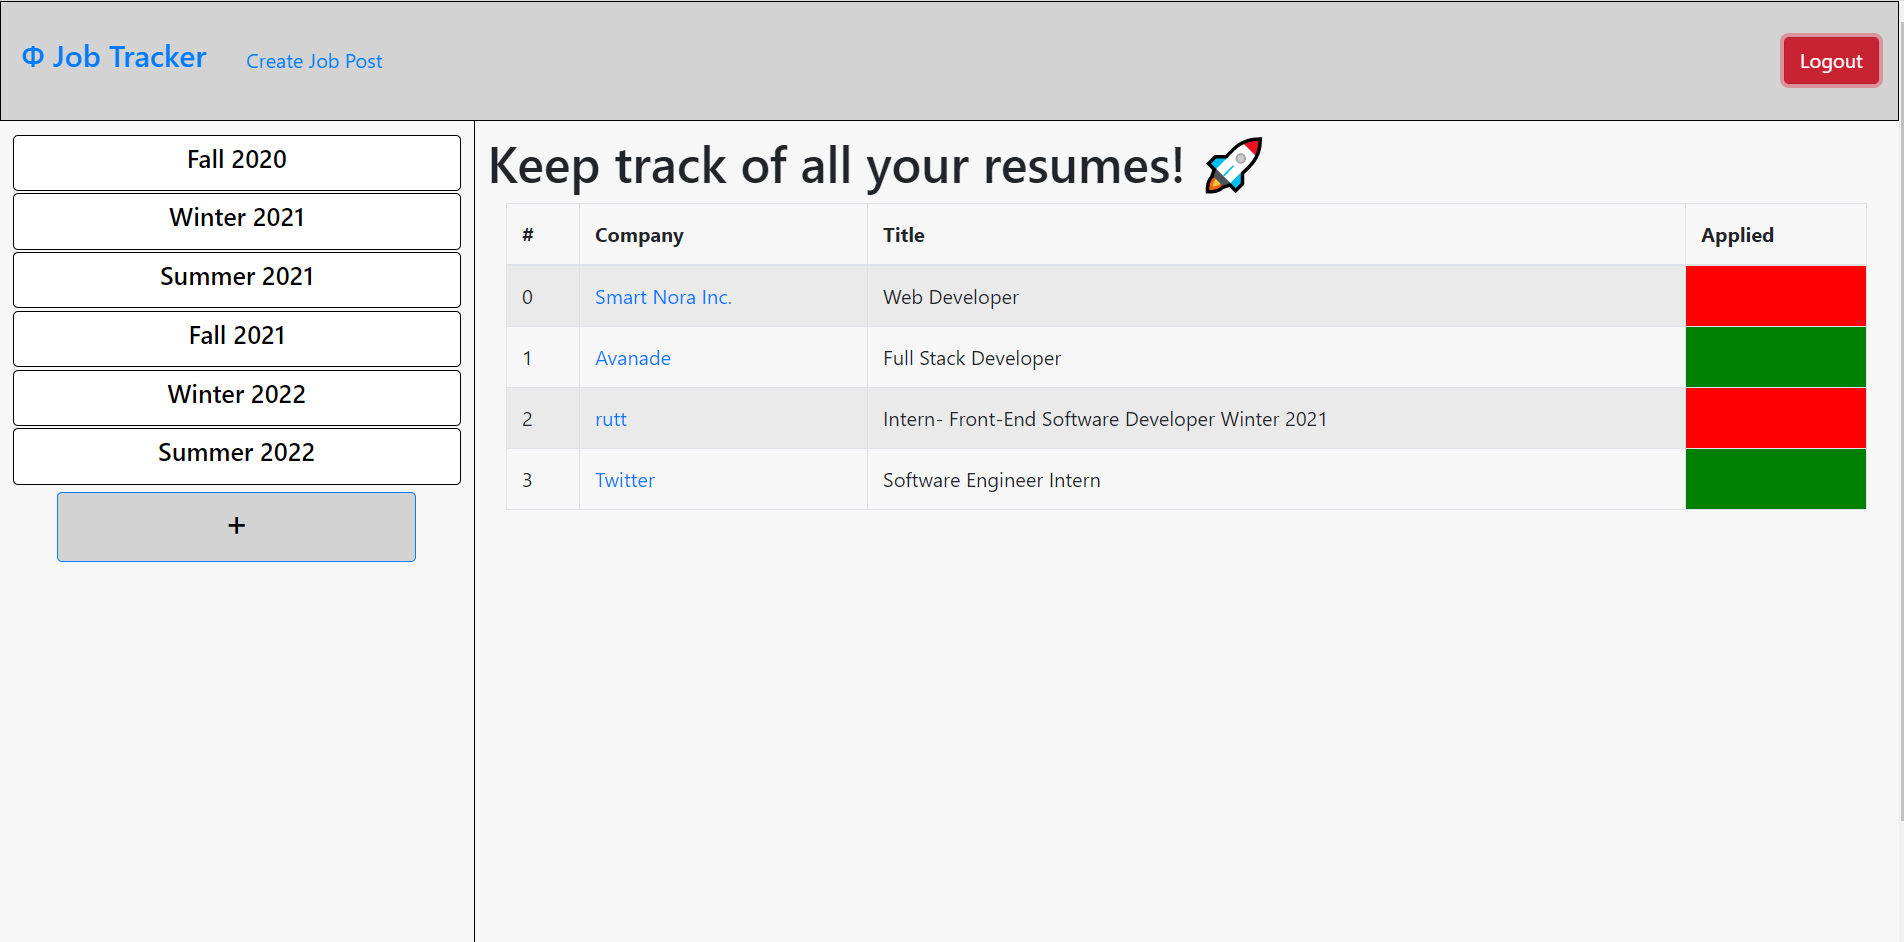 Φ Job Tracker Create Job Post Logout
Fall 2020
Winter 2021
Summer 2021
Fall 2021
Winter 2022
Summer 2022
+
Keep track of all your resumes! 🚀
# Company Title Applied
0 Smart Nora Inc. Web Developer
1 Avanade Full Stack Developer
2 rutt Intern- Front-End Software Developer Winter 2021
3 Twitter Software Engineer Intern